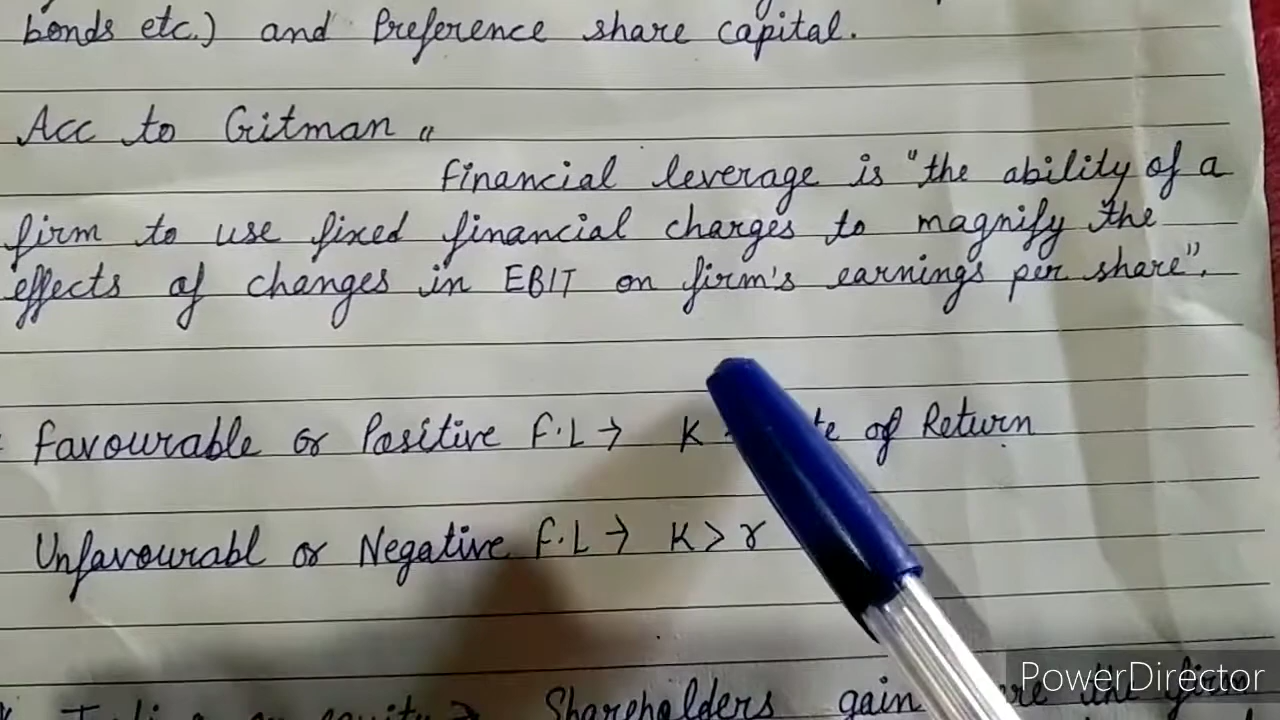 bonds etc.) and Preference share capital.
Acc to Gitman "
Financial leverage is "the ability of a
firm to use fixed financial charges to magnify the
effects of changes in EBIT on firm's earnings per share".
Favourable or Positive F.L → K of Return
Unfavourabl or Negative F.L → K > r
Shareholders gain the firm
PowerDirector